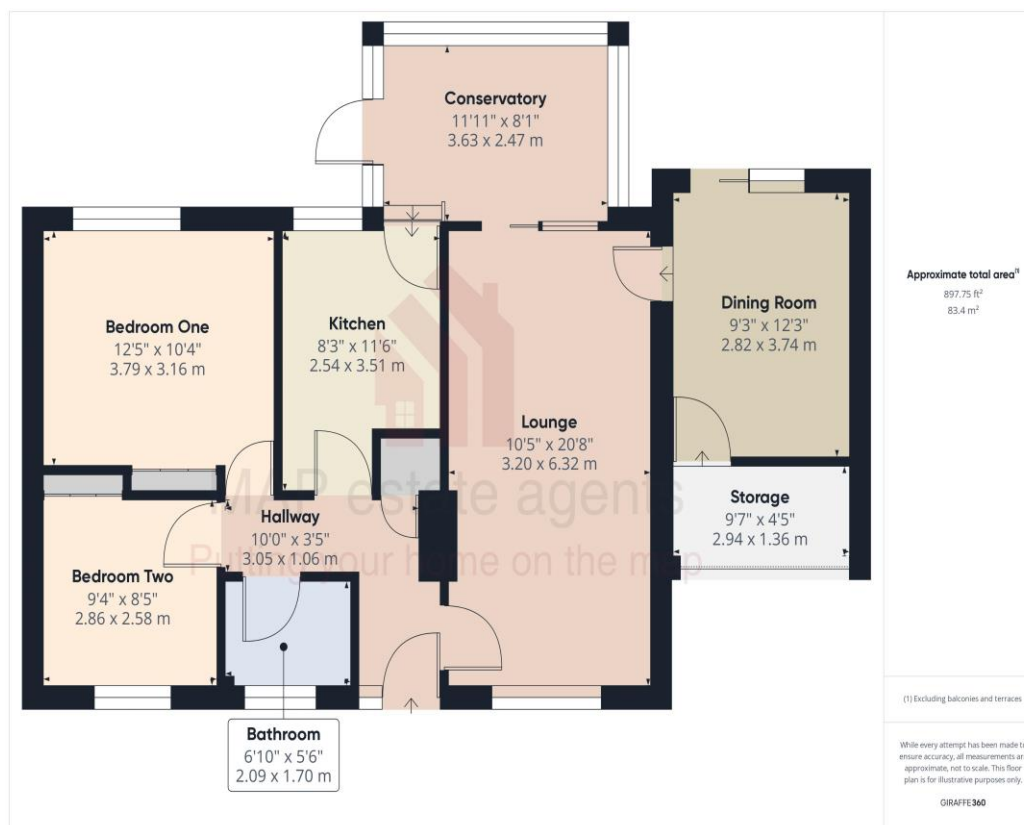 Conservatory
11'11" x 8'1"
3.63 x 2.47 m
Bedroom One
12'5" x 10'4"
3.79 x 3.16 m
Kitchen
8'3" x 11'6"
2.54 x 3.51 m
Dining Room
9'3" x 12'3"
2.82 x 3.74 m
Lounge
10'5" x 20'8"
3.20 x 6.32 m
MAP estate agents
Putting your home on the map
Storage
9'7" x 4'5"
2.94 x 1.36 m
Hallway
10'0" x 3'5"
3.05 x 1.06 m
Bedroom Two
9'4" x 8'5"
2.86 x 2.58 m
Bathroom
6'10" x 5'6"
2.09 x 1.70 m
Approximate total area(1)
897.75 ft²
83.4 m²
(1) Excluding balconies and terraces
While every attempt has been made to
ensure accuracy, all measurements are
approximate, not to scale. This floor
plan is for illustrative purposes only.
GIRAFFE360